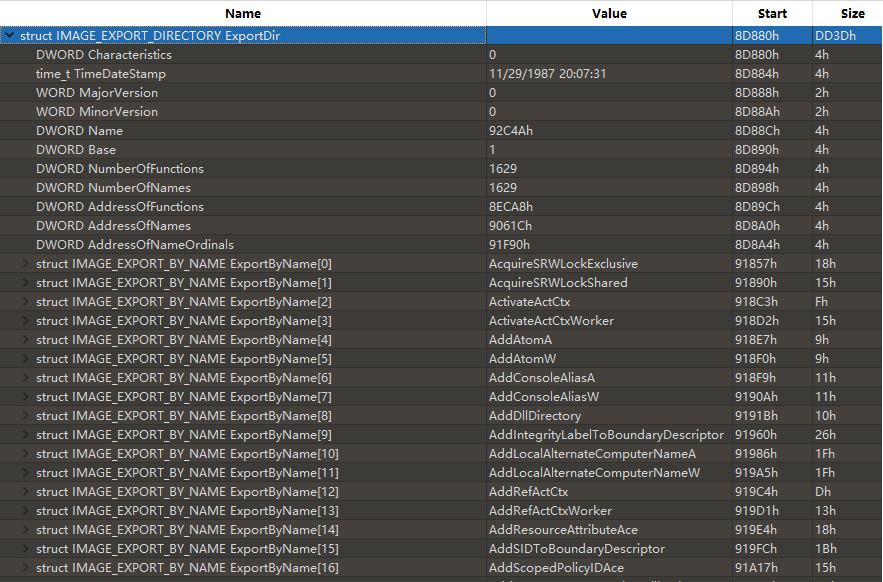 Name Value Start Size
struct IMAGE_EXPORT_DIRECTORY ExportDir 8D880h DD3Dh
DWORD Characteristics 0 8D880h 4h
time_t TimeDateStamp 11/29/1987 20:07:31 8D884h 4h
WORD MajorVersion 0 8D888h 2h
WORD MinorVersion 0 8D88Ah 2h
DWORD Name 92C4Ah 8D88Ch 4h
DWORD Base 1 8D890h 4h
DWORD NumberOfFunctions 1629 8D894h 4h
DWORD NumberOfNames 1629 8D898h 4h
DWORD AddressOfFunctions 8ECA8h 8D89Ch 4h
DWORD AddressOfNames 9061Ch 8D8A0h 4h
DWORD AddressOfNameOrdinals 91F90h 8D8A4h 4h
struct IMAGE_EXPORT_BY_NAME ExportByName[0] AcquireSRWLockExclusive 91857h 18h
struct IMAGE_EXPORT_BY_NAME ExportByName[1] AcquireSRWLockShared 91890h 15h
struct IMAGE_EXPORT_BY_NAME ExportByName[2] ActivateActCtx 918C3h Fh
struct IMAGE_EXPORT_BY_NAME ExportByName[3] ActivateActCtxWorker 918D2h 15h
struct IMAGE_EXPORT_BY_NAME ExportByName[4] AddAtomA 918E7h 9h
struct IMAGE_EXPORT_BY_NAME ExportByName[5] AddAtomW 918F0h 9h
struct IMAGE_EXPORT_BY_NAME ExportByName[6] AddConsoleAliasA 918F9h 11h
struct IMAGE_EXPORT_BY_NAME ExportByName[7] AddConsoleAliasW 9190Ah 11h
struct IMAGE_EXPORT_BY_NAME ExportByName[8] AddDllDirectory 9191Bh 10h
struct IMAGE_EXPORT_BY_NAME ExportByName[9] AddIntegrityLabelToBoundaryDescriptor 91960h 26h
struct IMAGE_EXPORT_BY_NAME ExportByName[10] AddLocalAlternateComputerNameA 91986h 1Fh
struct IMAGE_EXPORT_BY_NAME ExportByName[11] AddLocalAlternateComputerNameW 919A5h 1Fh
struct IMAGE_EXPORT_BY_NAME ExportByName[12] AddRefActCtx 919C4h Dh
struct IMAGE_EXPORT_BY_NAME ExportByName[13] AddRefActCtxWorker 919D1h 13h
struct IMAGE_EXPORT_BY_NAME ExportByName[14] AddResourceAttributeAce 919E4h 18h
struct IMAGE_EXPORT_BY_NAME ExportByName[15] AddSIDToBoundaryDescriptor 919FCh 1Bh
struct IMAGE_EXPORT_BY_NAME ExportByName[16] AddScopedPolicyIDAce 91A17h 15h